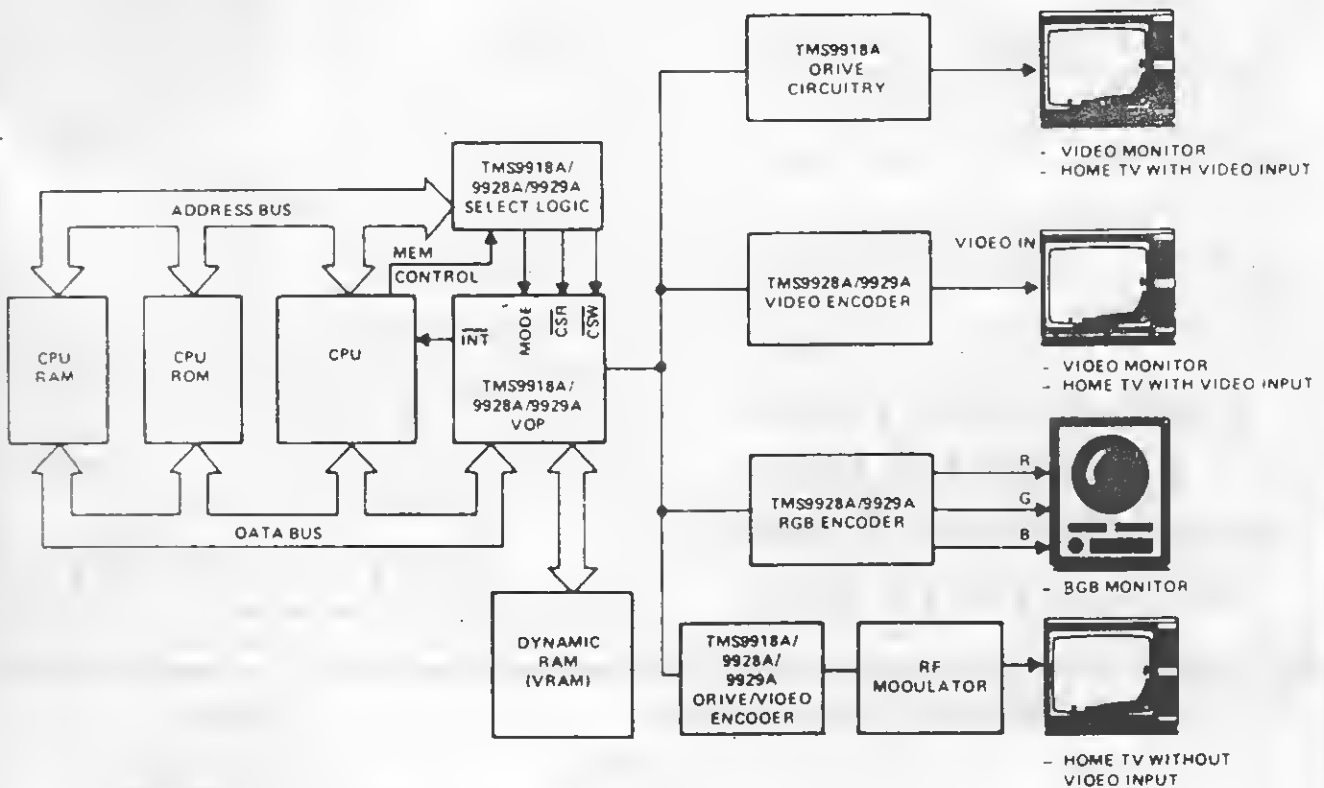 TMS9918A
ORIVE
CIRCUITRY
- VIDEO MONITOR
- HOME TV WITH VIDEO INPUT
TMS9918A/
9928A/9929A
SELECT LOGIC
ADDRESS BUS
MEM
CONTROL
VIDEO IN
TMS9928A/9929A
VIDEO ENCODER
- VIDEO MONITOR
- HOME TV WITH VIDEO INPUT
CPU
RAM
CPU
ROM
CPU
INT
MODE
CSR
CSW
TMS9918A/
9928A/9929A
VOP
OATA BUS
TMS9928A/9929A
RGB ENCODER
R
G
B
- BGB MONITOR
DYNAMIC
RAM
(VRAM)
TMS9918A/
9928A/
9929A
ORIVE/VIDEO
ENCOOER
RF
MOOULATOR
- HOME TV WITHOUT
VIDEO INPUT